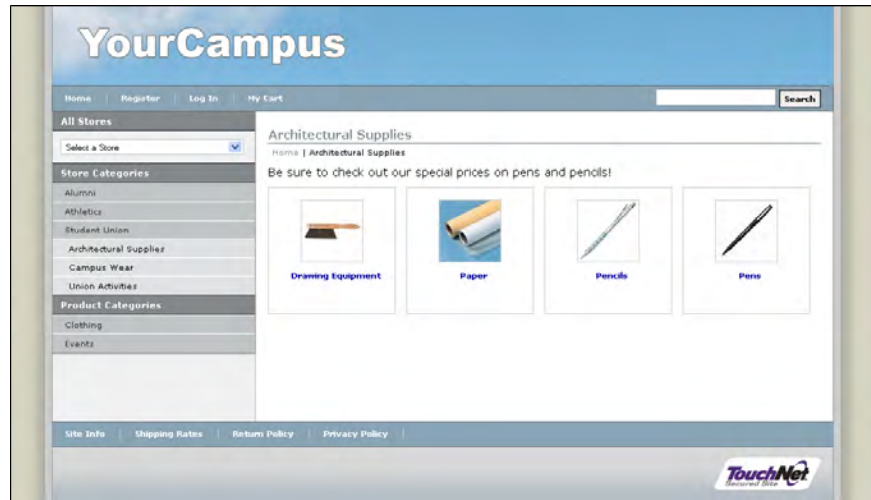 YourCampus
Home
Register
Log In
My Cart
Search
All Stores
Select a Store
Store Categories
Alumni
Athletics
Student Union
Architectural Supplies
Campus Wear
Union Activities
Product Categories
Clothing
Events
Architectural Supplies
Home | Architectural Supplies
Be sure to check out our special prices on pens and pencils!
Drawing Equipment
Paper
Pencils
Pens
Site Info
Shipping Rates
Return Policy
Privacy Policy
TouchNet
Secured Site